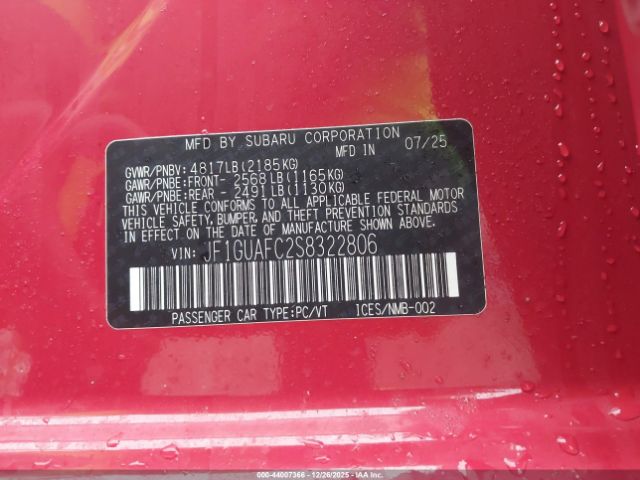 MFD BY SUBARU CORPORATION
MFD IN 07/25
GVWR/PNBV: 4817LB(2185KG)
GAWR/PNBE:FRONT- 2568LB(1165KG)
GAWR/PNBE:REAR - 2491LB(1130KG)
THIS VEHICLE CONFORMS TO ALL APPLICABLE FEDERAL MOTOR
VEHICLE SAFETY, BUMPER, AND THEFT PREVENTION STANDARDS
IN EFFECT ON THE DATE OF MANUFACTURE SHOWN ABOVE.
VIN: JF1GUAFC2S8322806
PASSENGER CAR TYPE:PC/VT ICES/NMB-002
000-44007366 - 12/26/2025 - IAAI.COM